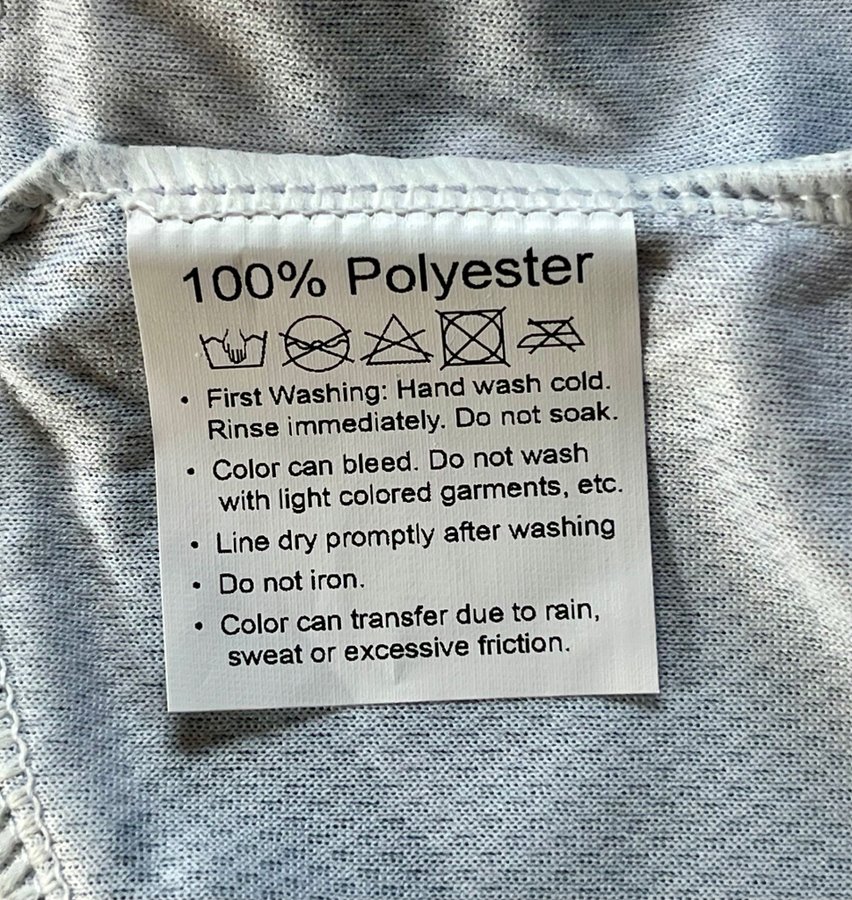 100% Polyester
• First Washing: Hand wash cold.
Rinse immediately. Do not soak.
• Color can bleed. Do not wash
with light colored garments, etc.
• Line dry promptly after washing
• Do not iron.
• Color can transfer due to rain,
sweat or excessive friction.